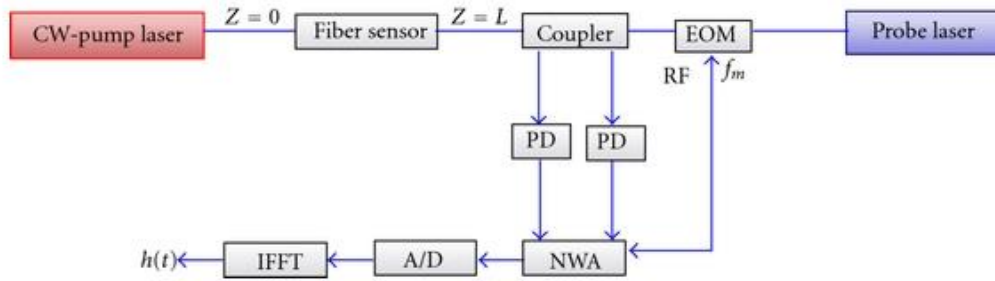 CW-pump laser
Z = 0
Fiber sensor
Z = L
Coupler
EOM
Probe laser
RF
f_m
PD
PD
h(t)
IFFT
A/D
NWA